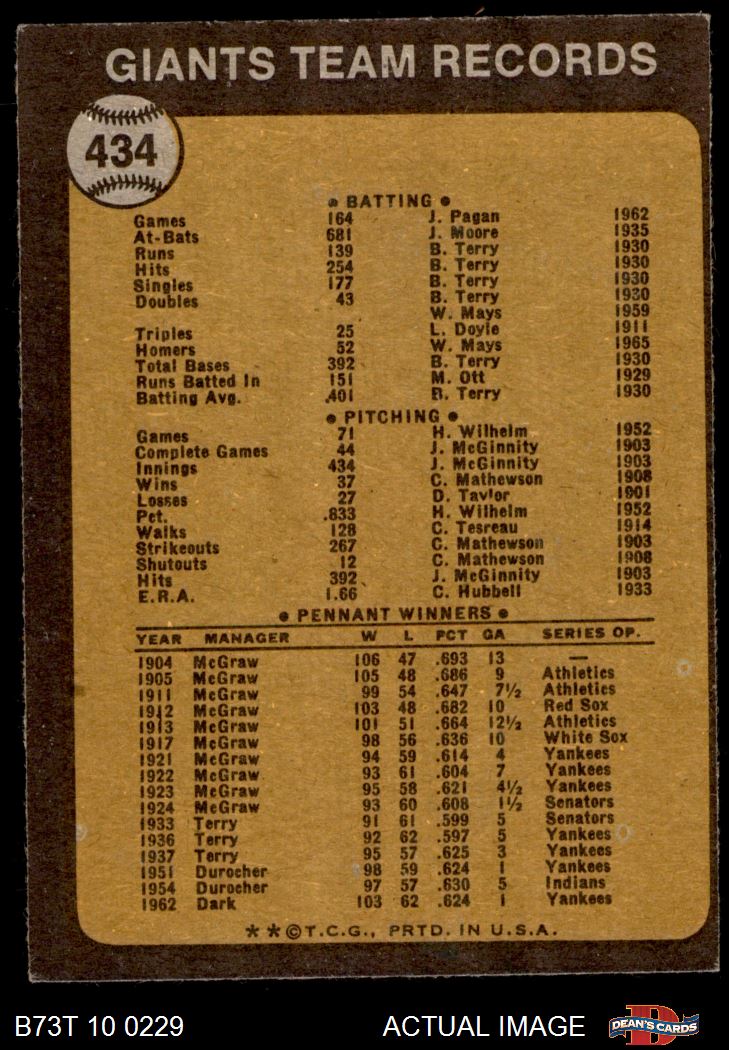 GIANTS TEAM RECORDS
434
• BATTING •
Games 164 J. Pagan 1962
At-Bats 681 J. Moore 1935
Runs 139 B. Terry 1930
Hits 254 B. Terry 1930
Singles 177 B. Terry 1930
Doubles 43 B. Terry 1930
W. Mays 1959
Triples 25 L. Doyle 1911
Homers 52 W. Mays 1965
Total Bases 392 B. Terry 1930
Runs Batted In 151 M. Ott 1929
Batting Avg. .401 B. Terry 1930
• PITCHING •
Games 71 H. Wilhelm 1952
Complete Games 44 J. McGinnity 1903
Innings 434 J. McGinnity 1903
Wins 37 C. Mathewson 1908
Losses 27 D. Taylor 1901
Pct. .833 H. Wilhelm 1952
Walks 128 C. Tesreau 1914
Strikeouts 267 C. Mathewson 1903
Shutouts 12 C. Mathewson 1908
Hits 392 J. McGinnity 1903
E.R.A. 1.66 C. Hubbell 1933
• PENNANT WINNERS •
YEAR MANAGER W L PCT GA SERIES OP.
1904 McGraw 106 47 .693 13 —
1905 McGraw 105 48 .686 9 Athletics
1911 McGraw 99 54 .647 7½ Athletics
1912 McGraw 103 48 .682 10 Red Sox
1913 McGraw 101 51 .664 12½ Athletics
1917 McGraw 98 56 .636 10 White Sox
1921 McGraw 94 59 .614 4 Yankees
1922 McGraw 93 61 .604 7 Yankees
1923 McGraw 95 58 .621 4½ Yankees
1924 McGraw 93 60 .608 1½ Senators
1933 Terry 91 61 .599 5 Senators
1936 Terry 92 62 .597 5 Yankees
1937 Terry 95 57 .625 3 Yankees
1951 Durocher 98 59 .624 1 Yankees
1954 Durocher 97 57 .630 5 Indians
1962 Dark 103 62 .624 1 Yankees
**©T.C.G., PRTD. IN U.S.A.
B73T 10 0229 ACTUAL IMAGE DEAN'S CARDS